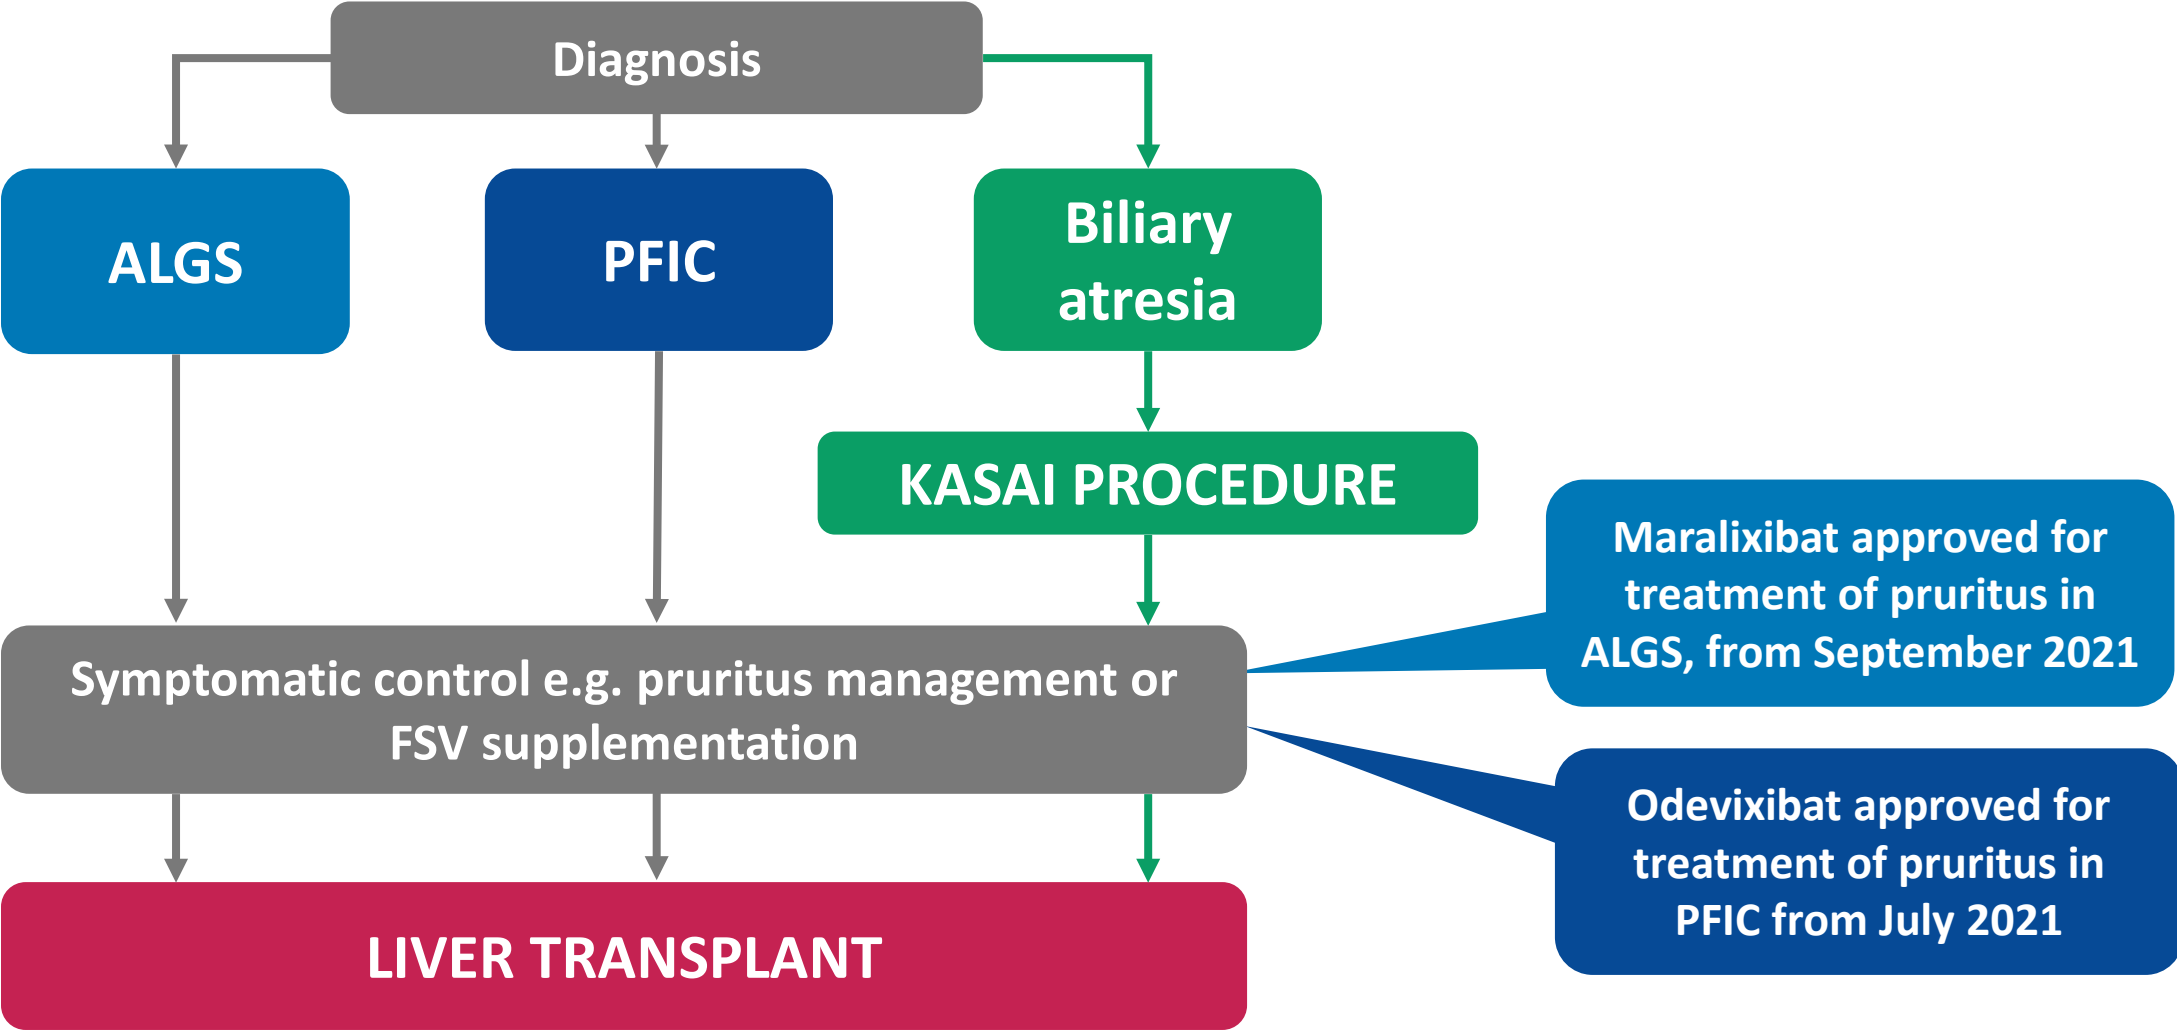 Diagnosis
ALGS
PFIC
Biliary
atresia
KASAI PROCEDURE
Maralixibat approved for
treatment of pruritus in
ALGS, from September 2021
Symptomatic control e.g. pruritus management or
FSV supplementation
Odevixibat approved for
treatment of pruritus in
PFIC from July 2021
LIVER TRANSPLANT